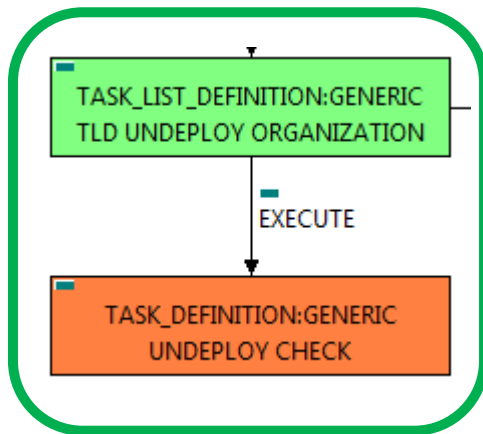 TASK_LIST_DEFINITION:GENERIC
TLD UNDEPLOY ORGANIZATION
EXECUTE
TASK_DEFINITION:GENERIC
UNDEPLOY CHECK